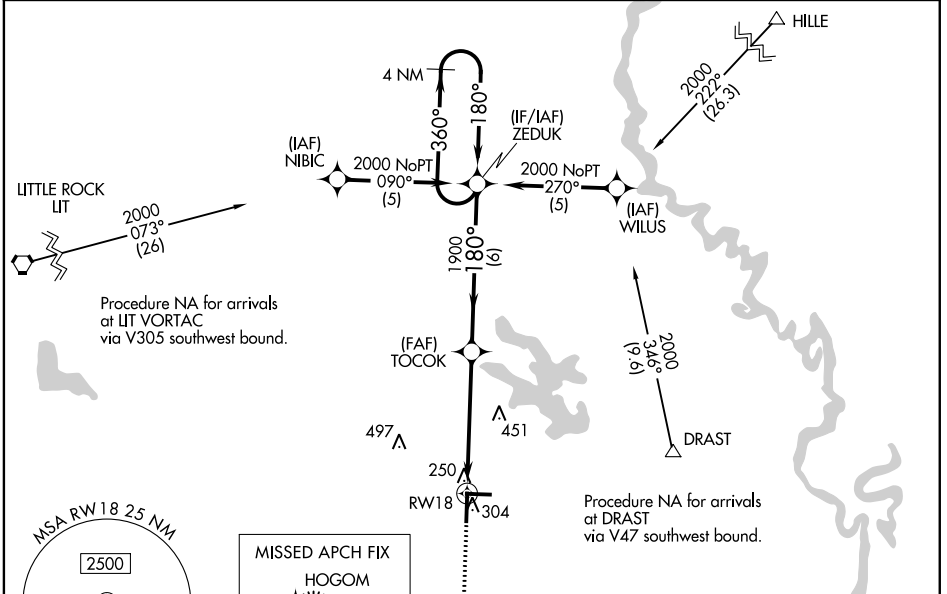 HILLE
2000
222°
(26.3)
4 NM
360°
180°
(IF/IAF)
ZEDUK
(IAF)
NIBIC
2000 NoPT
090°
(5)
2000 NoPT
270°
(5)
(IAF)
WILUS
LITTLE ROCK
LIT
2000
073°
(26)
1900
180°
(6)
Procedure NA for arrivals
at LIT VORTAC
via V305 southwest bound.
(FAF)
TOCOK
2000
346°
(9.6)
497
451
DRAST
250
RW18
304
Procedure NA for arrivals
at DRAST
via V47 southwest bound.
MSA RW18 25 NM
2500
MISSED APCH FIX
HOGOM